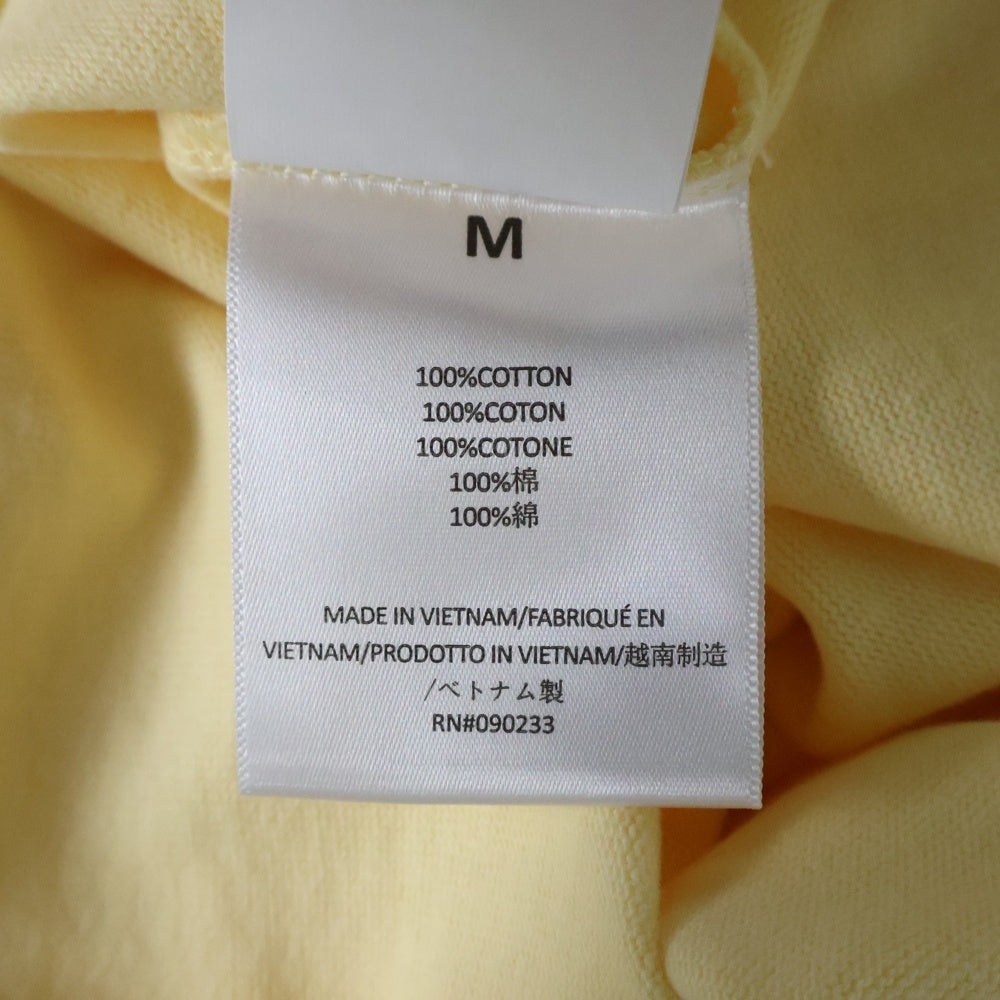 M
100%COTTON
100%COTON
100%COTONE
100%棉
100%綿
MADE IN VIETNAM/FABRIQUÉ EN
VIETNAM/PRODOTTO IN VIETNAM/越南制造
/ベトナム製
RN#090233